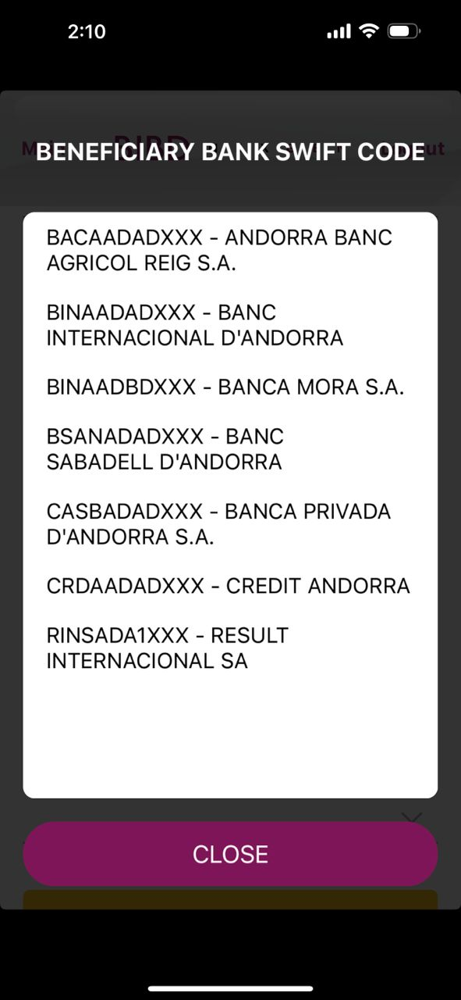 2:10
BENEFICIARY BANK SWIFT CODE
BACAADADXXX - ANDORRA BANC
AGRICOL REIG S.A.
BINAADADXXX - BANC
INTERNACIONAL D'ANDORRA
BINAADBDXXX - BANCA MORA S.A.
BSANADADXXX - BANC
SABADELL D'ANDORRA
CASBADADXXX - BANCA PRIVADA
D'ANDORRA S.A.
CRDAADADXXX - CREDIT ANDORRA
RINSADA1XXX - RESULT
INTERNACIONAL SA
CLOSE